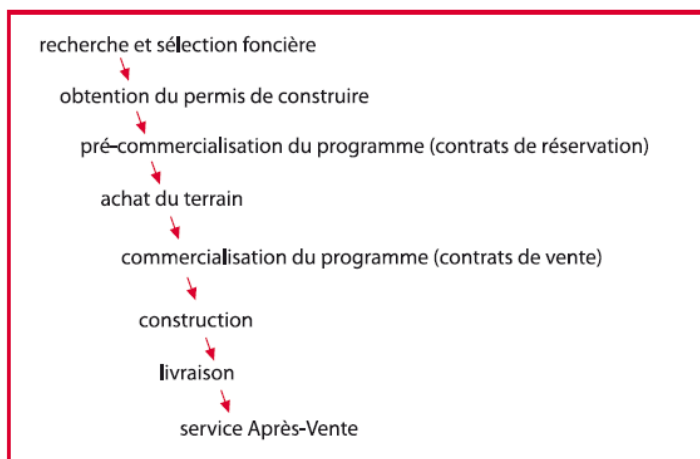 recherche et sélection foncière
obtention du permis de construire
pré-commercialisation du programme (contrats de réservation)
achat du terrain
commercialisation du programme (contrats de vente)
construction
livraison
service Après-Vente